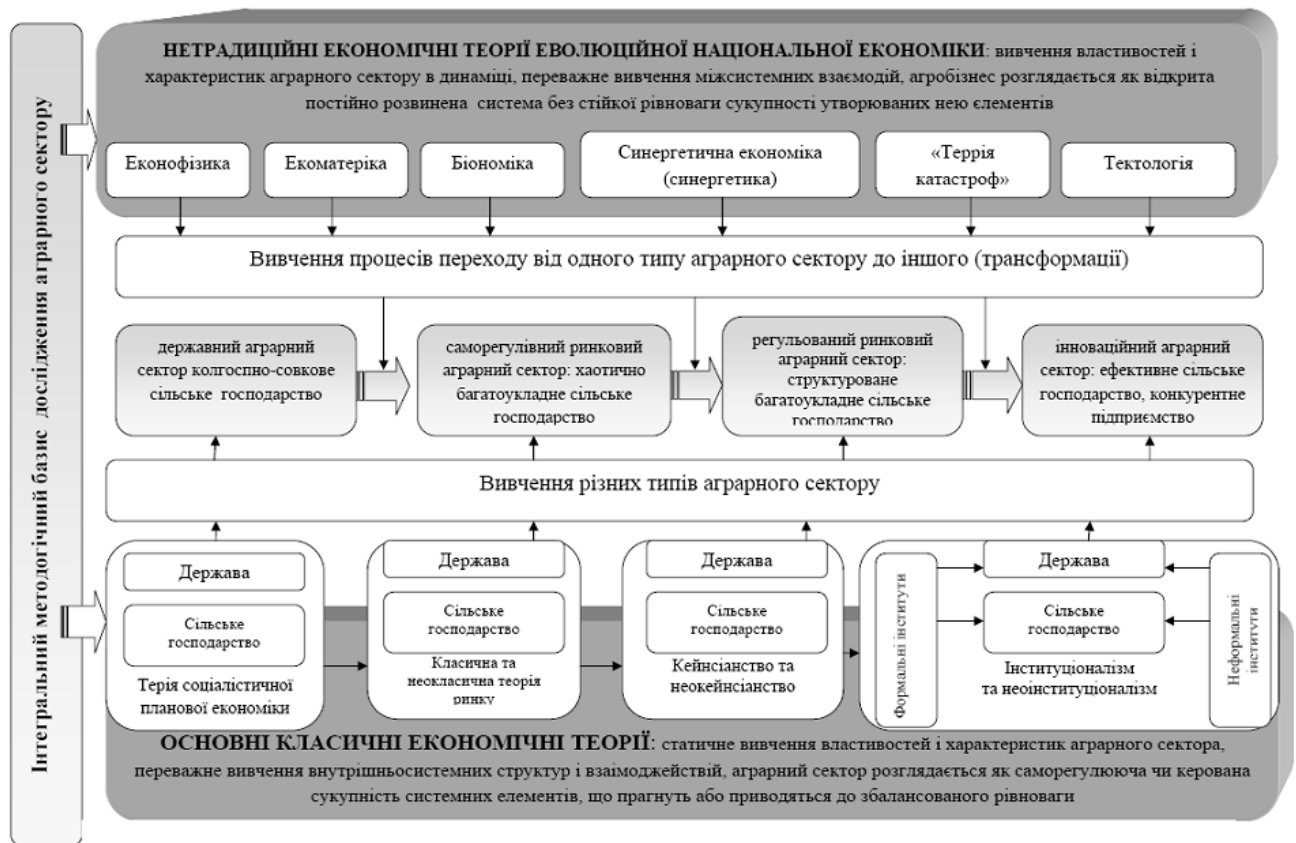 Інтегральний методологічний базис дослідження аграрного сектору
НЕТРАДИЦІЙНІ ЕКОНОМІЧНІ ТЕОРІЇ ЕВОЛЮЦІЙНОЇ НАЦІОНАЛЬНОЇ ЕКОНОМІКИ: вивчення властивостей і
характеристик аграрного сектору в динаміці, переважне вивчення міжсистемних взаємодій, агробізнес розглядається як відкрита
постійно розвинена система без стійкої рівноваги сукупності утворюваних нею єлементів
Еконофізика
Екоматеріка
Біономіка
Синергетична економіка
(синергетика)
«Террія
катастроф»
Тектологія
Вивчення процесів переходу від одного типу аграрного сектору до іншого (трансформації)
державний аграрний
сектор колгоспно-совкове
сільське господарство
саморегулівний ринковий
аграрний сектор: хаотично
багатоукладне сільське
господарство
регульований ринковий
аграрний сектор:
структуроване
багатоукладне сільське
господарство
інноваційний аграрний
сектор: ефективне сільське
господарство, конкурентне
підприємство
Вивчення різних типів аграрного сектору
Держава
Сільське
господарство
Терія соціалістичної
планової економіки
Держава
Сільське
господарство
Класична та
неокласична теорія
ринку
Держава
Сільське
господарство
Кейнсіанство та
неокейнсіанство
Формальні інститути
Держава
Сільське
господарство
Інституціоналізм
та неоінституціоналізм
Неформальні
інститути
ОСНОВНІ КЛАСИЧНІ ЕКОНОМІЧНІ ТЕОРІЇ: статичне вивчення властивостей і характеристик аграрного сектора,
переважне вивчення внутрішньосистемних структур і взаїмоджействій, аграрний сектор розглядається як саморегулююча чи керована
сукупність системних елементів, що прагнуть або приводяться до збалансованого рівноваги